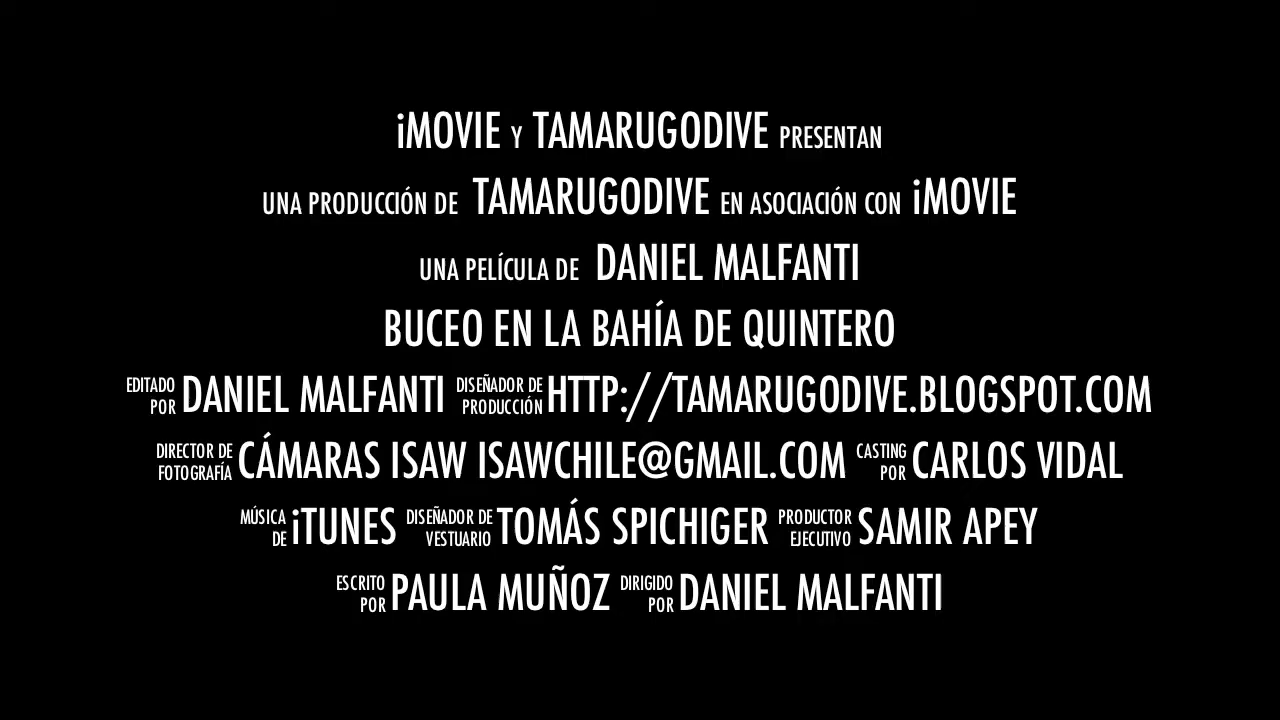 iMOVIE Y TAMARUGODIVE PRESENTAN
UNA PRODUCCIÓN DE TAMARUGODIVE EN ASOCIACIÓN CON iMOVIE
UNA PELÍCULA DE DANIEL MALFANTI
BUCEO EN LA BAHÍA DE QUINTERO
EDITADO POR DANIEL MALFANTI DISEÑADOR DE PRODUCCIÓN HTTP://TAMARUGODIVE.BLOGSPOT.COM
DIRECTOR DE FOTOGRAFÍA CÁMARAS ISAW ISAWCHILE@GMAIL.COM CASTING POR CARLOS VIDAL
MÚSICA DE iTUNES DISEÑADOR DE VESTUARIO TOMÁS SPICHIGER PRODUCTOR EJECUTIVO SAMIR APEY
ESCRITO POR PAULA MUÑOZ DIRIGIDO POR DANIEL MALFANTI